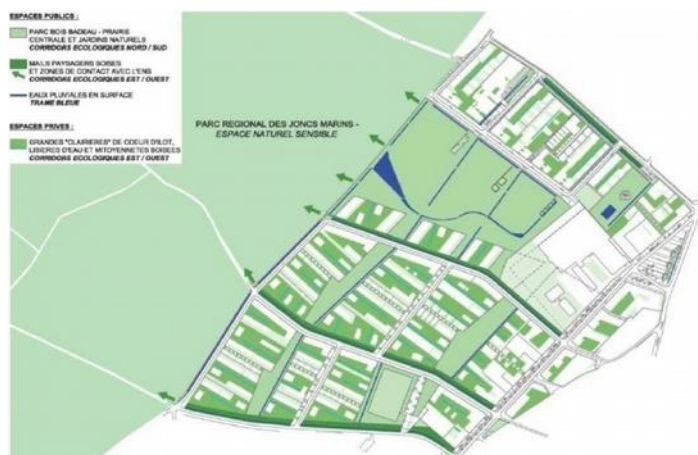 ESPACES PUBLICS :
PARC BOIS BADEAU - PRAIRIE
CENTRALE ET JARDINS NATURELS
CORRIDORS ECOLOGIQUES NORD / SUD
MAILS PAYSAGERS BOISES
ET ZONES DE CONTACT AVEC L'ENS
CORRIDORS ECOLOGIQUES EST / OUEST
EAUX PLUVIALES EN SURFACE
TRAME BLEUE
ESPACES PRIVES :
GRANDES "CLAIRIERES" DE COEUR D'ILOT,
LISIERES D'EAU ET MITOYENNETES BOISEES
CORRIDORS ECOLOGIQUES EST / OUEST
PARC REGIONAL DES JONCS MARINS -
ESPACE NATUREL SENSIBLE